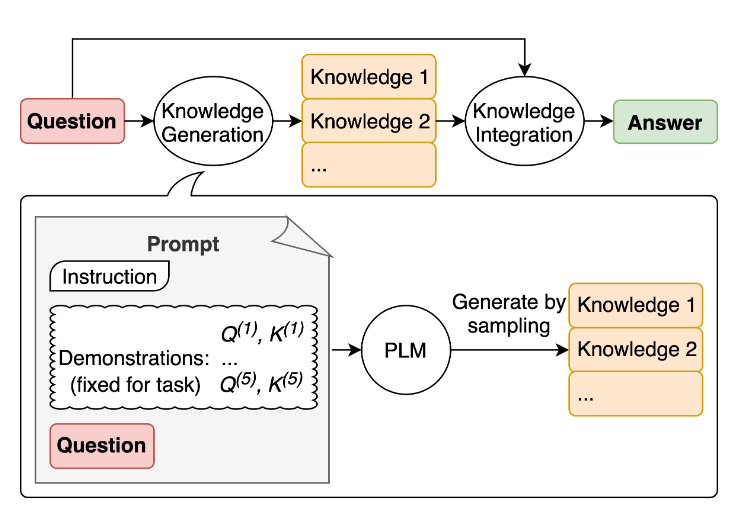 Question
Knowledge
Generation
Knowledge 1
Knowledge 2
...
Knowledge
Integration
Answer
Prompt
Instruction
Q(1), K(1)
Demonstrations: ...
(fixed for task) Q(5), K(5)
Question
PLM
Generate by
sampling
Knowledge 1
Knowledge 2
...